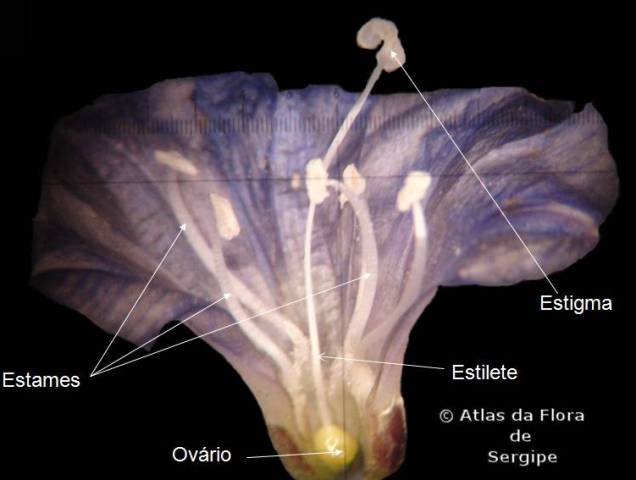 Estigma
Estilete
Estames
© Atlas da Flora
de
Sergipe
Ovário